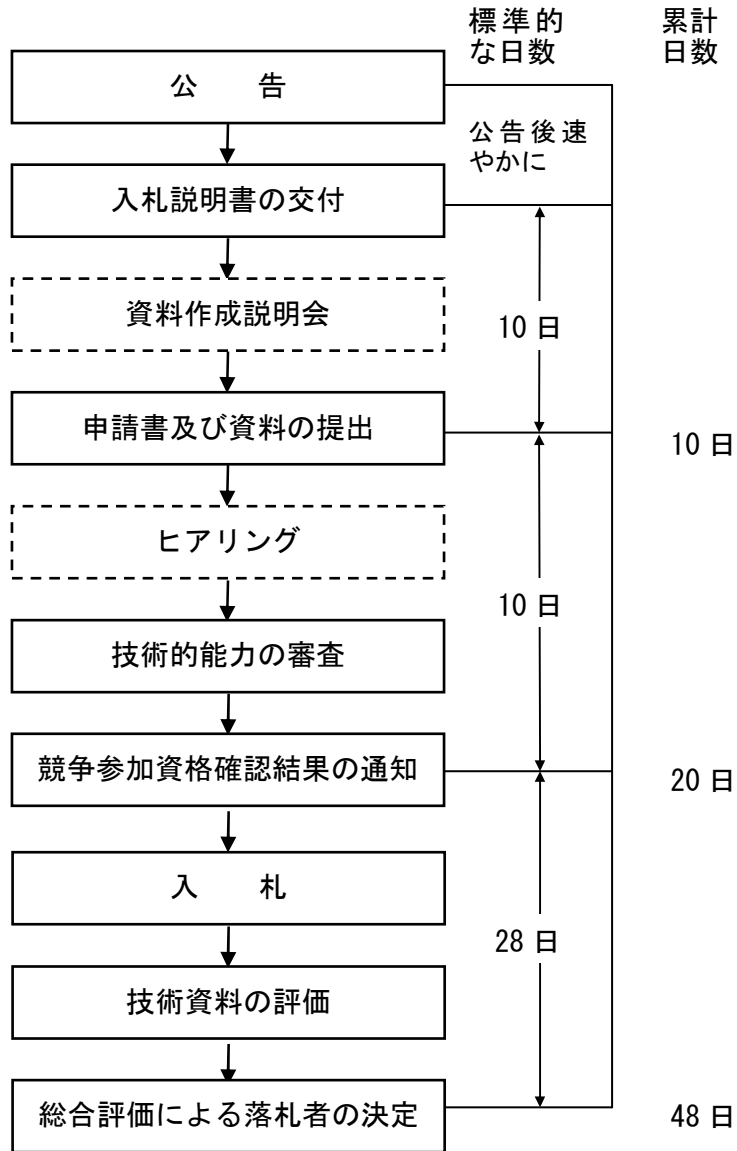 標準的
な日数
累計
日数
公　　告
公告後速
やかに
入札説明書の交付
資料作成説明会
10 日
申請書及び資料の提出
10 日
ヒアリング
10 日
技術的能力の審査
競争参加資格確認結果の通知
20 日
入　　札
28 日
技術資料の評価
総合評価による落札者の決定
48 日